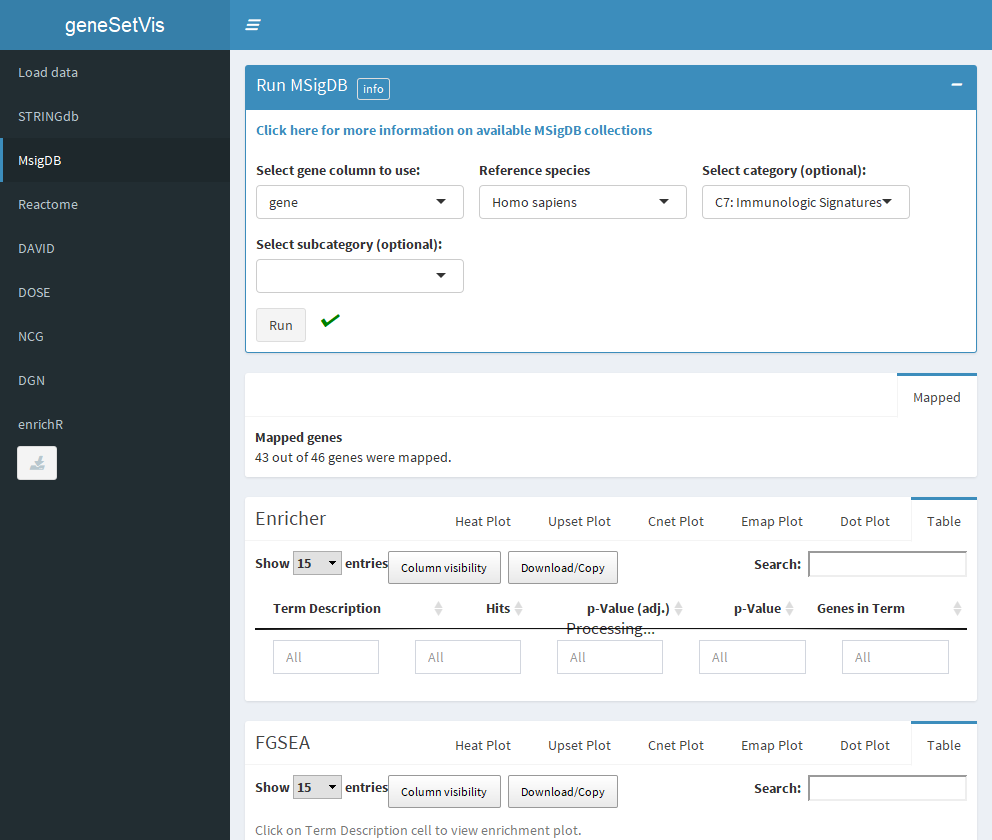 geneSetVis
Load data
STRINGdb
MsigDB
Reactome
DAVID
DOSE
NCG
DGN
enrichR
Run MSigDB info
Click here for more information on available MSigDB collections
Select gene column to use: Reference species Select category (optional):
gene Homo sapiens C7: Immunologic Signatures
Select subcategory (optional):
Run
Mapped
Mapped genes
43 out of 46 genes were mapped.
Enricher Heat Plot Upset Plot Cnet Plot Emap Plot Dot Plot Table
Show 15 entries Column visibility Download/Copy Search:
Term Description Hits p-Value (adj.) p-Value Genes in Term
Processing...
All All All All All
FGSEA Heat Plot Upset Plot Cnet Plot Emap Plot Dot Plot Table
Show 15 entries Column visibility Download/Copy Search:
Click on Term Description cell to view enrichment plot.